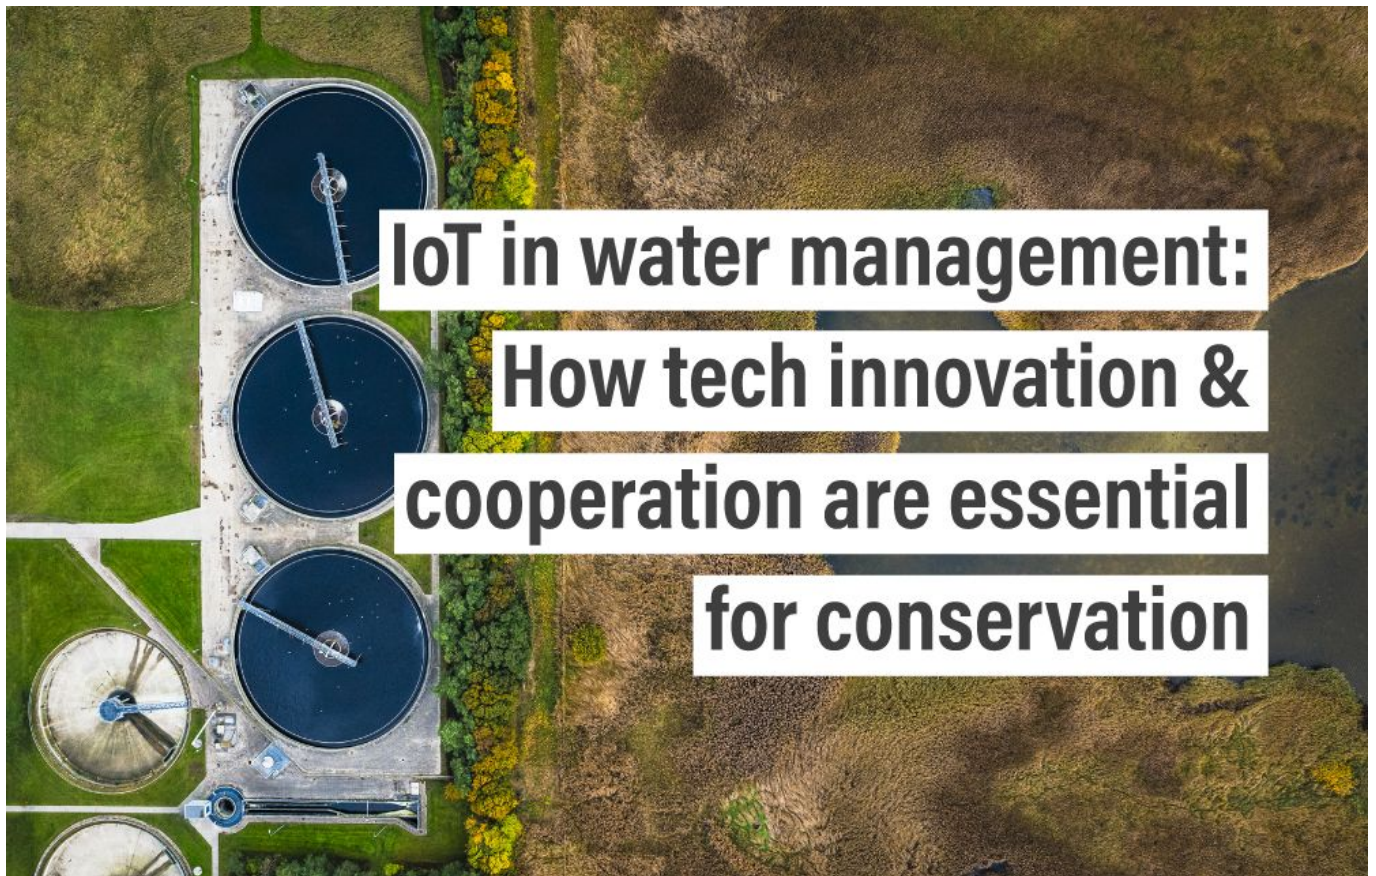 IoT in water management:
How tech innovation &
cooperation are essential
for conservation